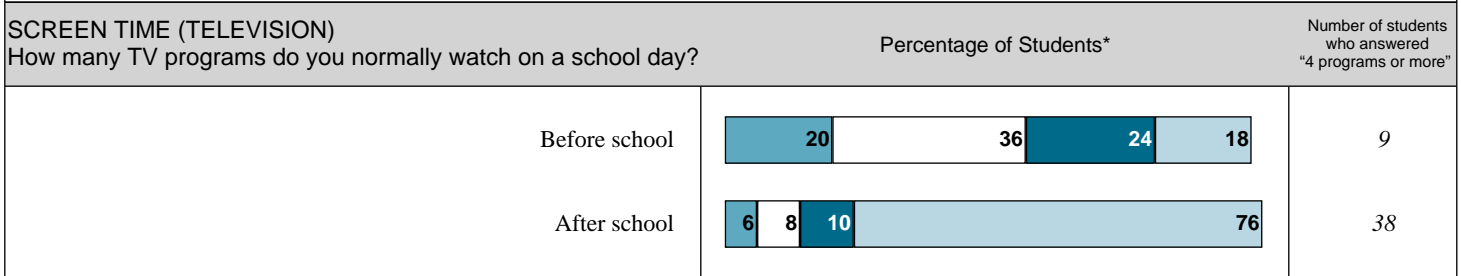 SCREEN TIME (TELEVISION)
How many TV programs do you normally watch on a school day?
Percentage of Students*
Number of students
who answered
“4 programs or more”
Before school
20 36 24 18
9
After school
6 8 10 76
38